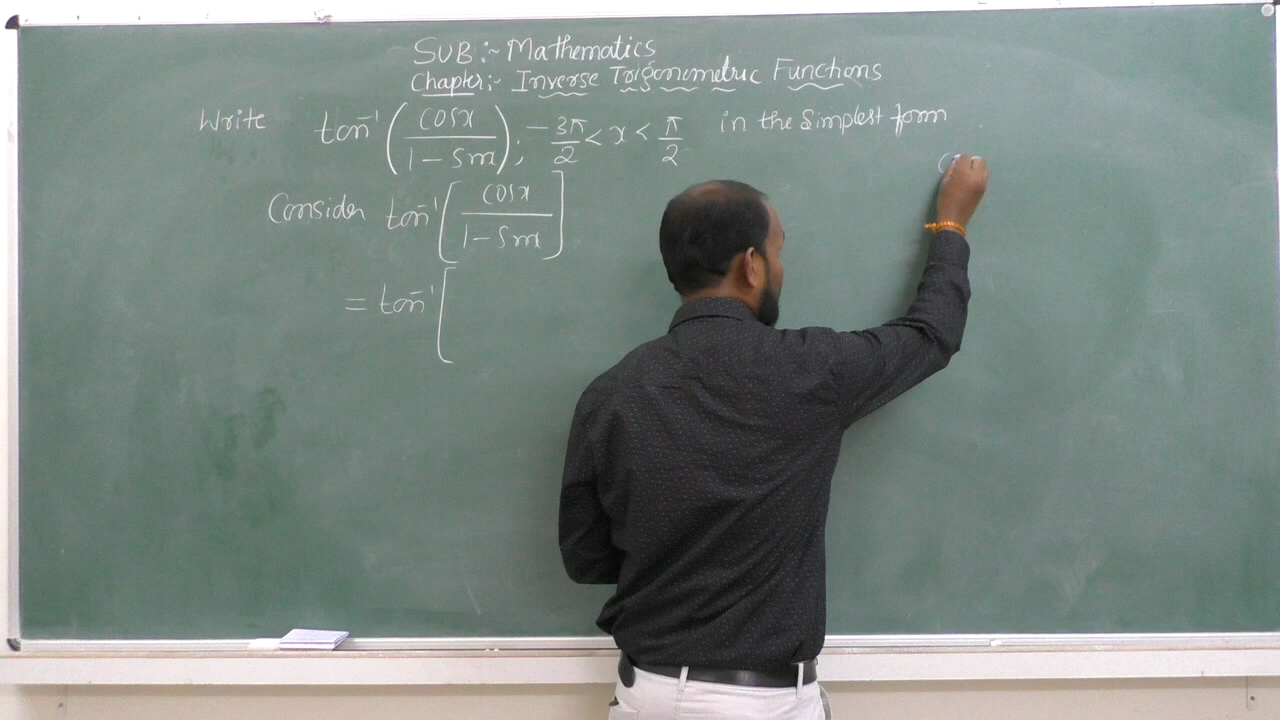 SUB:- Mathematics
Chapter:- Inverse Trigonometric Functions
Write tan⁻¹(cosx/1-sinx); -3π/2 < x < π/2 in the simplest form
Consider tan⁻¹[cosx/1-sinx]
= tan⁻¹[